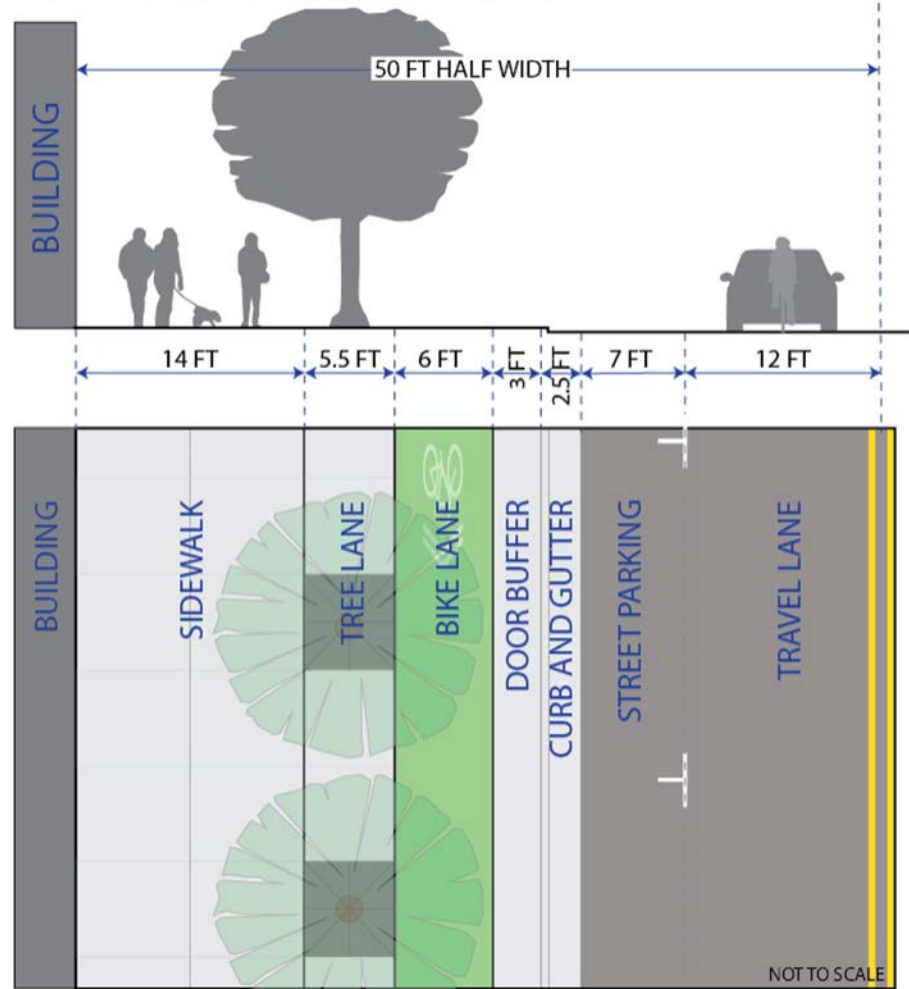 50 FT HALF WIDTH
BUILDING
14 FT
5.5 FT
6 FT
3 FT
2.5 FT
7 FT
12 FT
BUILDING
SIDEWALK
TREE LANE
BIKE LANE
DOOR BUFFER
CURB AND GUTTER
STREET PARKING
TRAVEL LANE
NOT TO SCALE